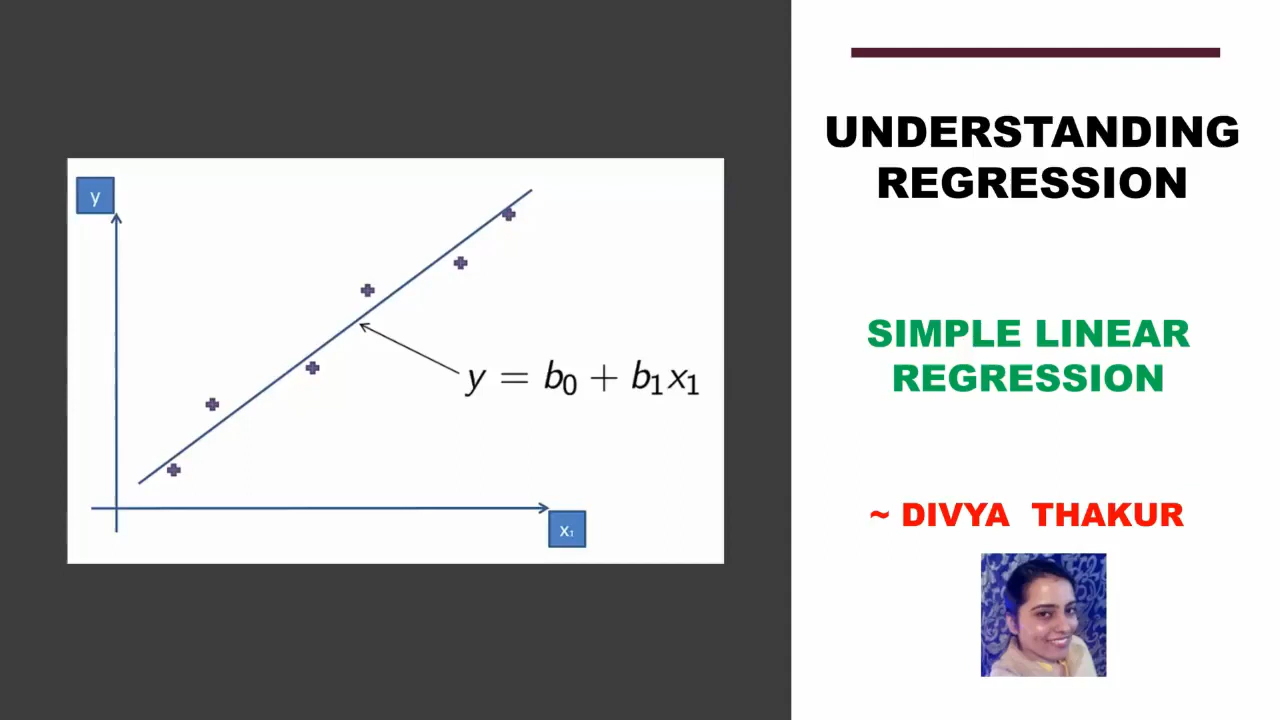 y
y = b₀ + b₁x₁
x₁
UNDERSTANDING
REGRESSION
SIMPLE LINEAR
REGRESSION
~ DIVYA THAKUR